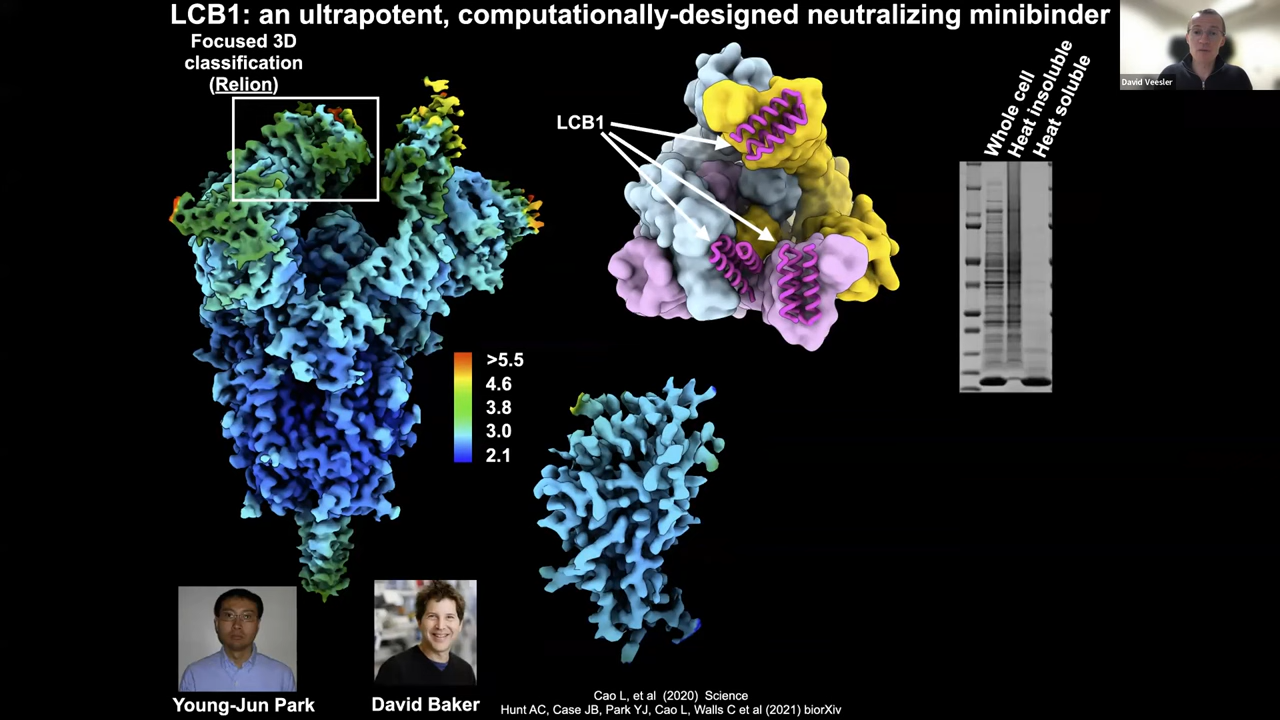 LCB1: an ultrapotent, computationally-designed neutralizing minibinder
Focused 3D
classification
(Relion)
LCB1
Whole cell
Heat insoluble
Heat soluble
David Veesler
>5.5
4.6
3.8
3.0
2.1
Young-Jun Park
David Baker
Cao L, et al (2020) Science
Hunt AC, Case JB, Park YJ, Cao L, Walls C et al (2021) biorXiv